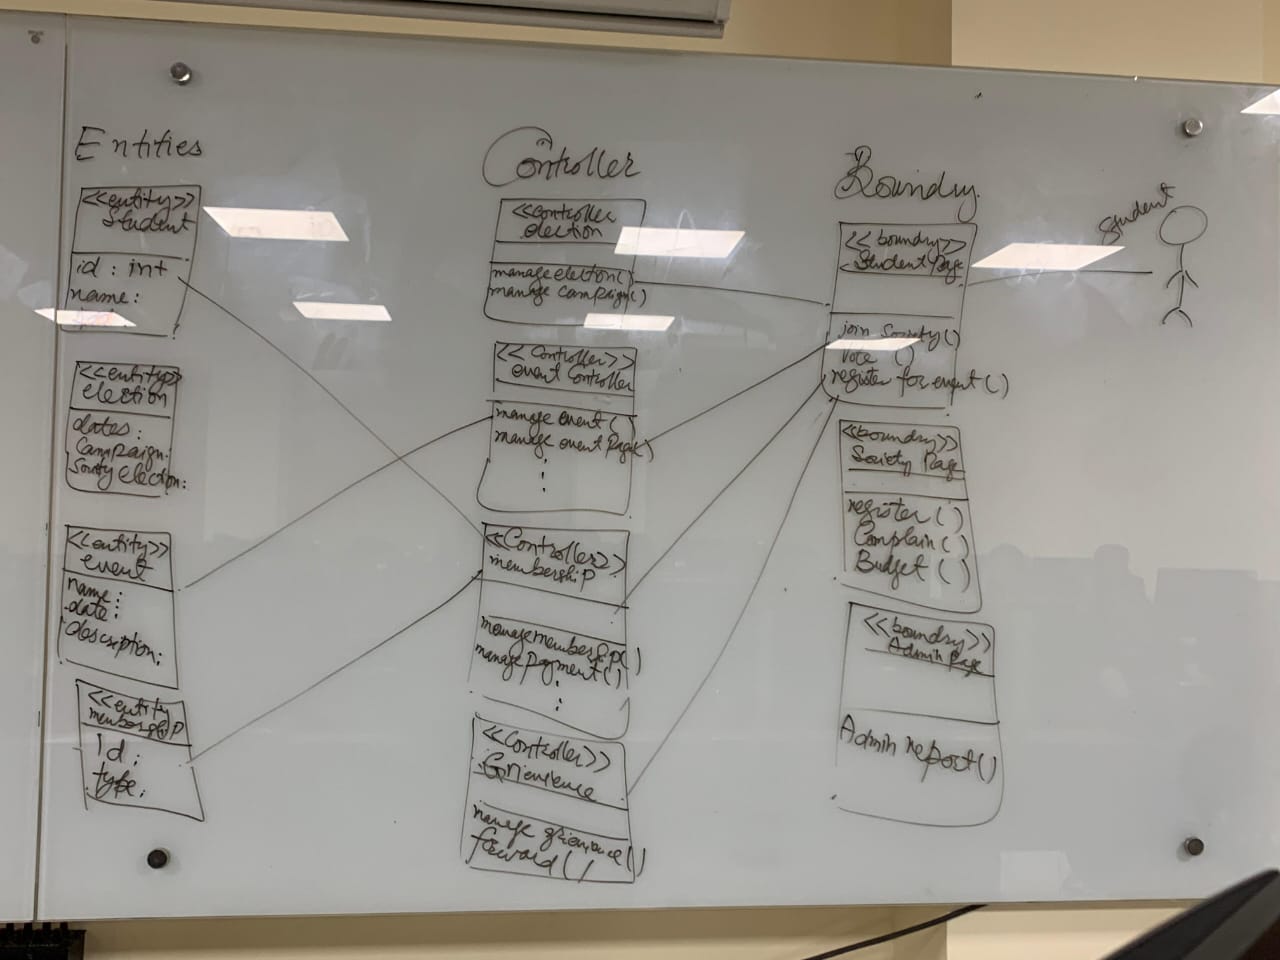 Entities
<<entity>>
Student
id : int
name:
<<entity>>
election
dates:
Campaign:
election:
<<entity>>
event
name:
date:
description:
<<entity
membership
id:
type:
Controller
<<controller
election
manage election()
manage campaign()
<<Controller>>
event Controller
manage event()
manage event Page()
<<Controller>>
membership
manage membership()
manage payment()
<<Controller>>
Grievence
manage grievance()
forward()
Boundry
<<boundry>>
Student Page
join Society()
Vote ()
register for event()
<<boundry>>
Society Page
register()
Complain()
Budget ()
<<boundry>>
Admin Page
Admin report()
Student